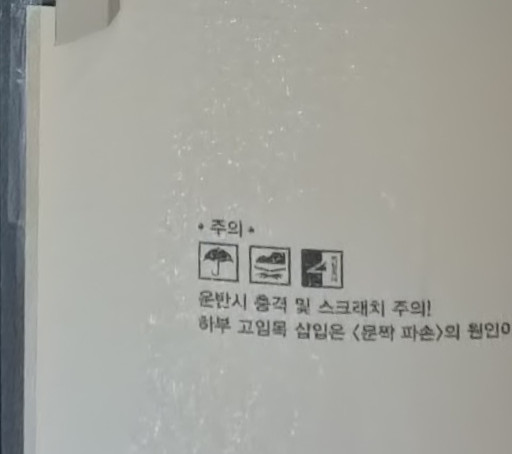 • 주의 •
운반시 충격 및 스크래치 주의!
하부 고임목 삽입은 〈문짝 파손〉의 원인이